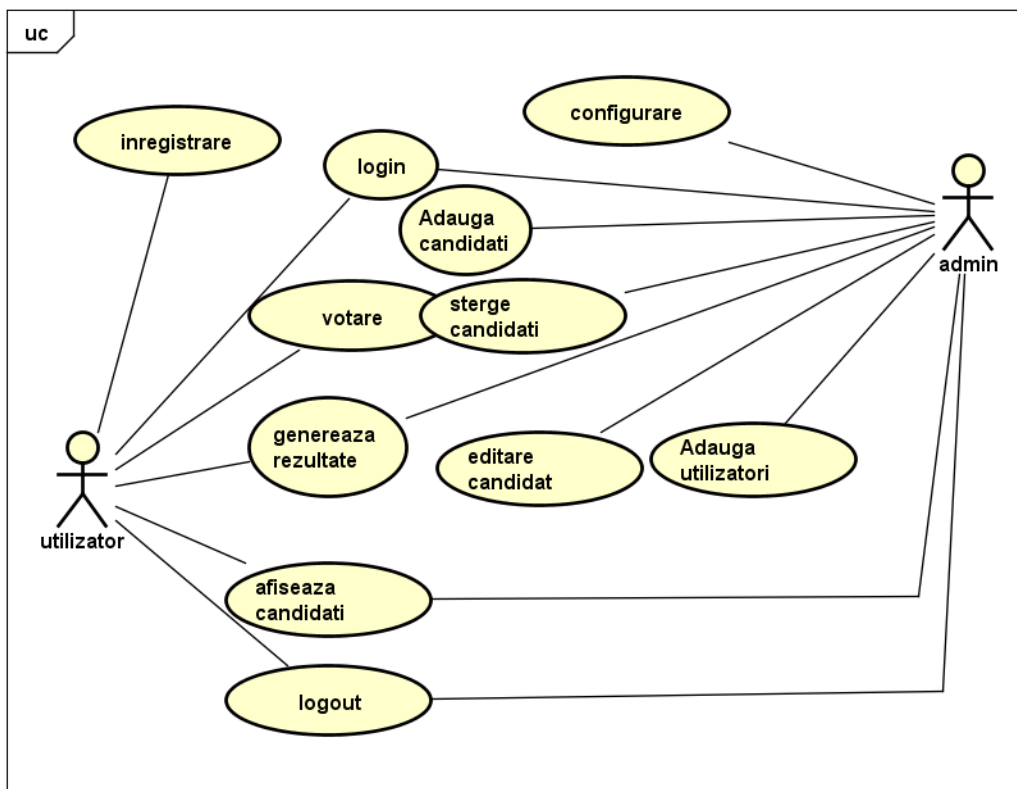 uc
inregistrare
configurare
login
Adauga
candidati
admin
votare
sterge
candidati
genereaza
rezultate
editare
candidat
Adauga
utilizatori
utilizator
afiseaza
candidati
logout